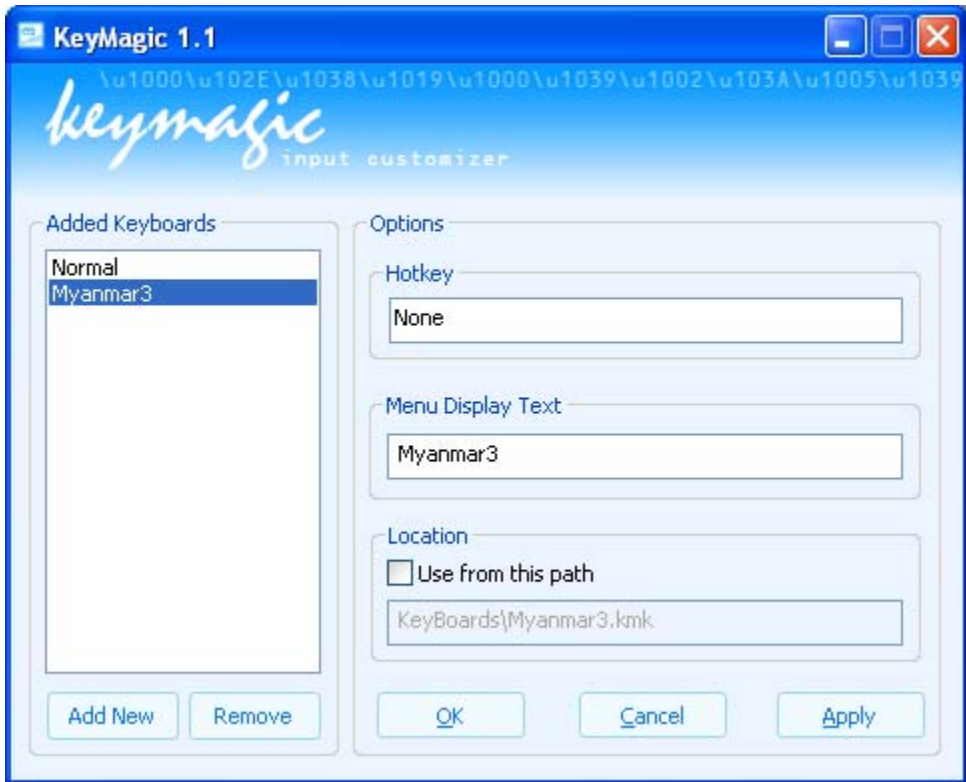 KeyMagic 1.1
\u1000\u102E\u1038\u1019\u1000\u1039\u1002\u103A\u1005\u1039
keymagic
input customizer
Added Keyboards
Normal
Myanmar3
Add New
Remove
Options
Hotkey
None
Menu Display Text
Myanmar3
Location
Use from this path
KeyBoards\Myanmar3.kmk
OK
Cancel
Apply